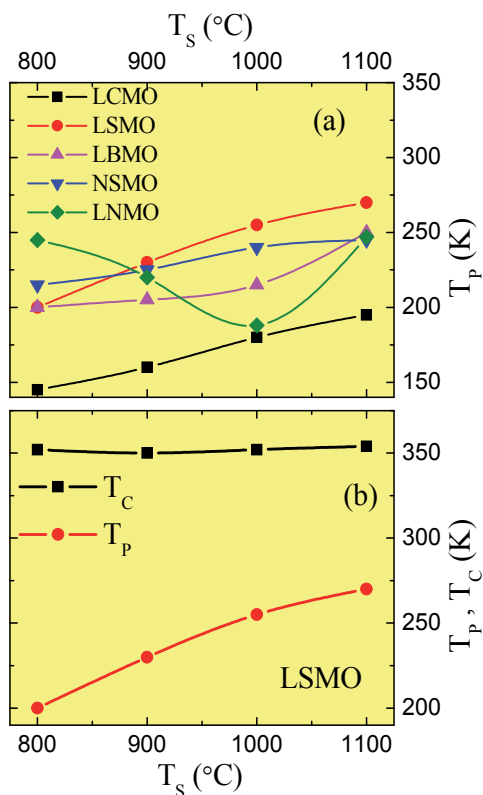 T_S (°C)
800 900 1000 1100
LCMO
LSMO
LBMO
NSMO
LNMO
(a)
350
300
250
200
150
T_P (K)
(b)
T_C
T_P
LSMO
350
300
250
200
T_P, T_C (K)
800 900 1000 1100
T_S (°C)